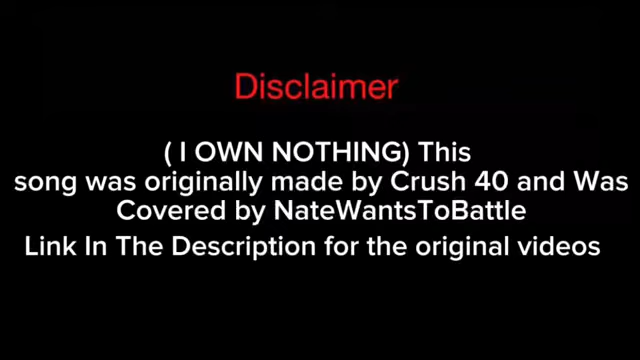 Disclaimer
( I OWN NOTHING) This
song was originally made by Crush 40 and Was
Covered by NateWantsToBattle
Link In The Description for the original videos